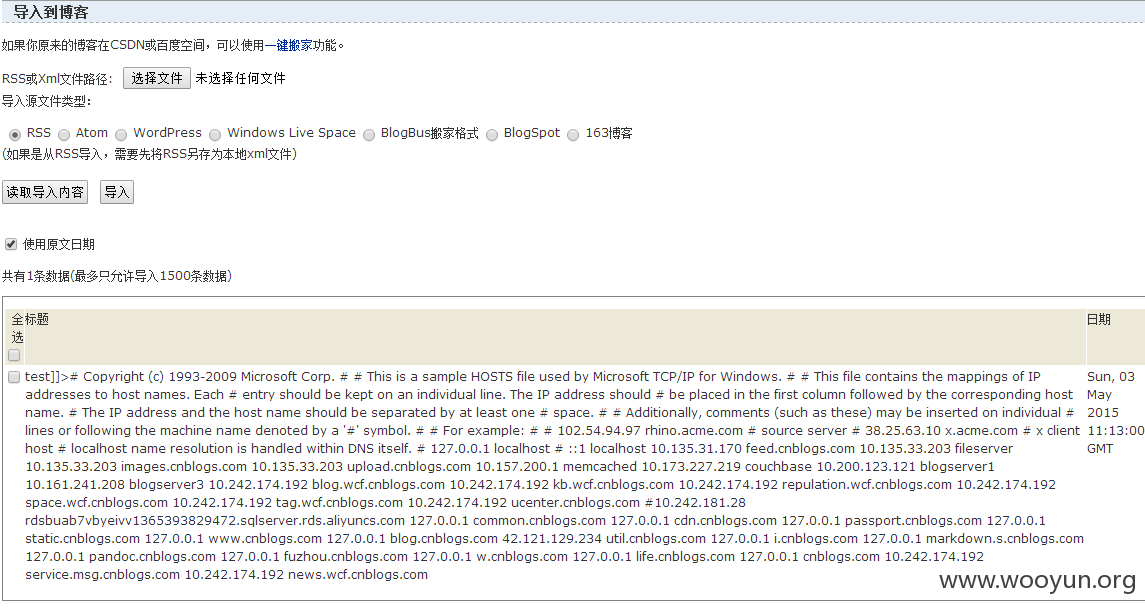 导入到博客
如果你原来的博客在CSDN或百度空间，可以使用一键搬家功能。
RSS或Xml文件路径： 选择文件 未选择任何文件
导入源文件类型：
RSS Atom WordPress Windows Live Space BlogBus搬家格式 BlogSpot 163博客
(如果是从RSS导入，需要先将RSS另存为本地xml文件)
读取导入内容 导入
使用原文日期
共有1条数据(最多只允许导入1500条数据)
全选 标题 日期
test]]># Copyright (c) 1993-2009 Microsoft Corp. # # This is a sample HOSTS file used by Microsoft TCP/IP for Windows. # # This file contains the mappings of IP Sun, 03
addresses to host names. Each # entry should be kept on an individual line. The IP address should # be placed in the first column followed by the corresponding host May
name. # The IP address and the host name should be separated by at least one # space. # # Additionally, comments (such as these) may be inserted on individual # 2015
lines or following the machine name denoted by a '#' symbol. # # For example: # # 102.54.94.97 rhino.acme.com # source server # 38.25.63.10 x.acme.com # x client 11:13:00
host # localhost name resolution is handled within DNS itself. # 127.0.0.1 localhost # ::1 localhost 10.135.31.170 feed.cnblogs.com 10.135.33.203 fileserver GMT
10.135.33.203 images.cnblogs.com 10.135.33.203 upload.cnblogs.com 10.157.200.1 memcached 10.173.227.219 couchbase 10.200.123.121 blogserver1
10.161.241.208 blogserver3 10.242.174.192 blog.wcf.cnblogs.com 10.242.174.192 kb.wcf.cnblogs.com 10.242.174.192 repulation.wcf.cnblogs.com 10.242.174.192
space.wcf.cnblogs.com 10.242.174.192 tag.wcf.cnblogs.com 10.242.174.192 ucenter.cnblogs.com #10.242.181.28
rdsbuab7vbyeivv1365393829472.sqlserver.rds.aliyuncs.com 127.0.0.1 common.cnblogs.com 127.0.0.1 cdn.cnblogs.com 127.0.0.1 passport.cnblogs.com 127.0.0.1
static.cnblogs.com 127.0.0.1 www.cnblogs.com 127.0.0.1 blog.cnblogs.com 42.121.129.234 util.cnblogs.com 127.0.0.1 i.cnblogs.com 127.0.0.1 markdown.s.cnblogs.com
127.0.0.1 pandoc.cnblogs.com 127.0.0.1 fuzhou.cnblogs.com 127.0.0.1 w.cnblogs.com 127.0.0.1 life.cnblogs.com 127.0.0.1 cnblogs.com 10.242.174.192
service.msg.cnblogs.com 10.242.174.192 news.wcf.cnblogs.com
www.wooyun.org